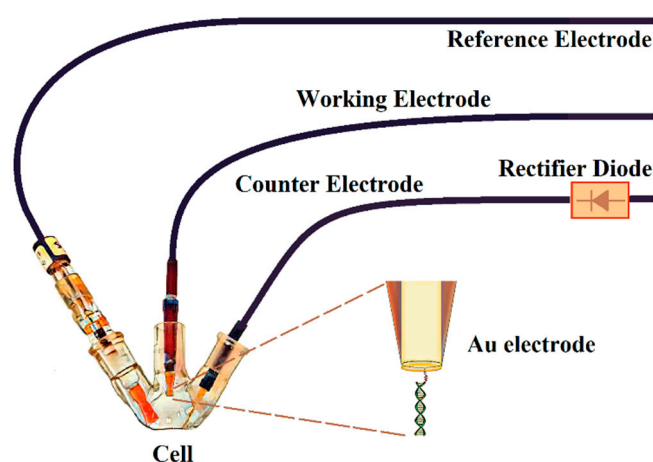 Reference Electrode
Working Electrode
Rectifier Diode
Counter Electrode
Au electrode
Cell